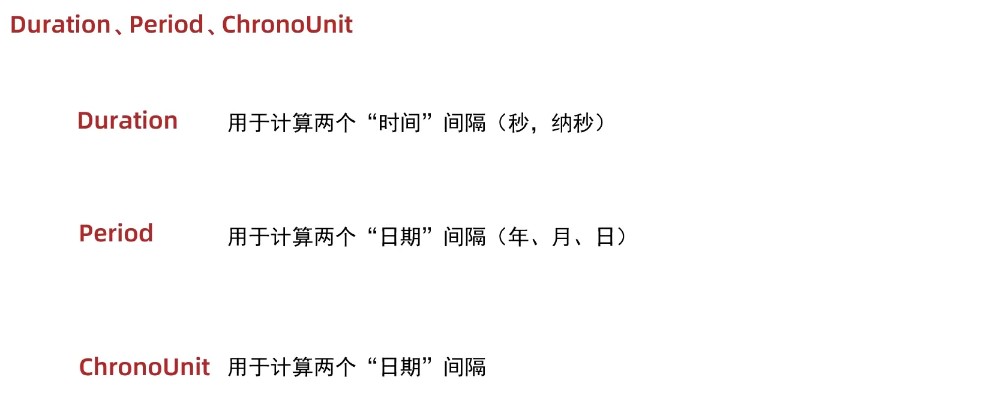 Duration、Period、ChronoUnit
Duration 用于计算两个“时间”间隔（秒，纳秒）
Period 用于计算两个“日期”间隔（年、月、日）
ChronoUnit 用于计算两个“日期”间隔